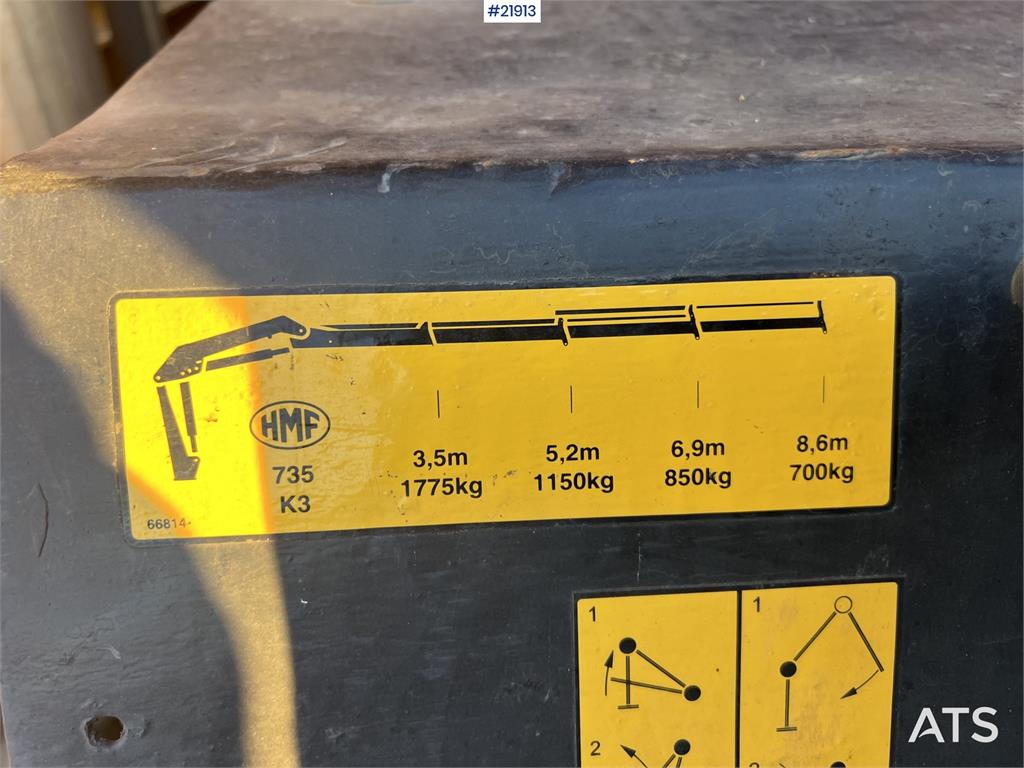 #21913
HMF
735
K3
3,5m 5,2m 6,9m 8,6m
1775kg 1150kg 850kg 700kg
66814
1 1
2
ATS